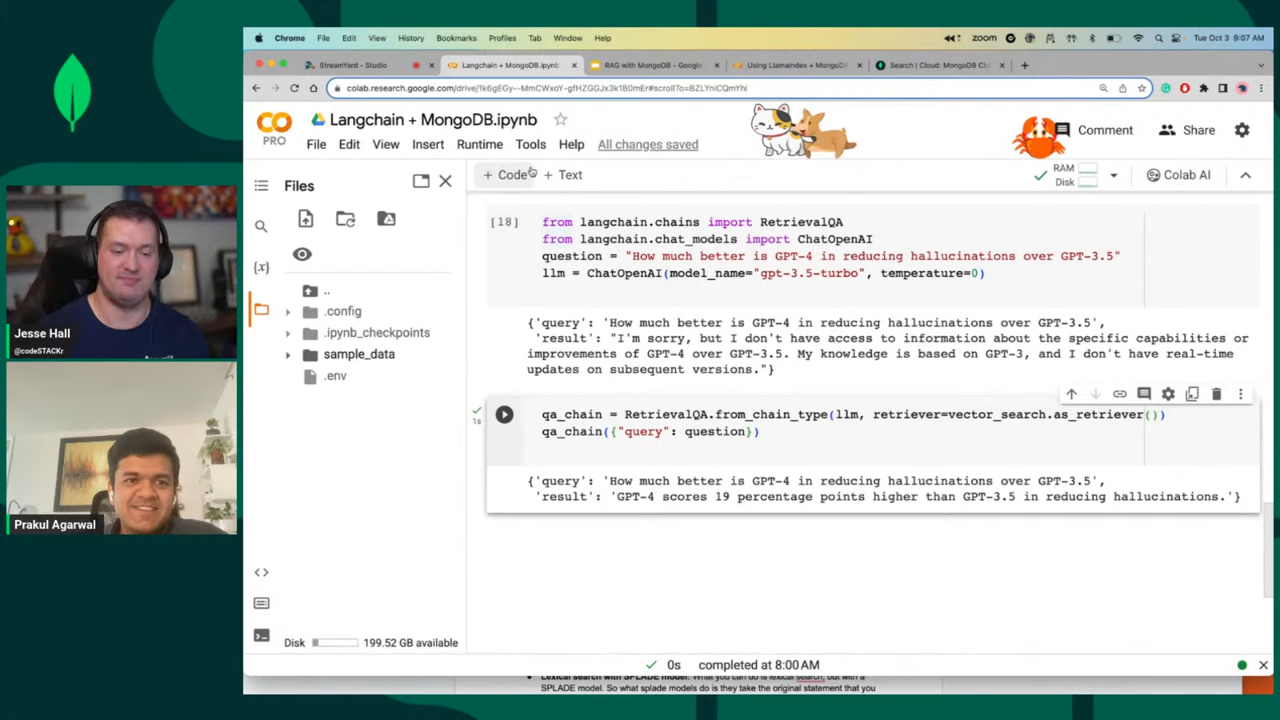 Chrome File Edit View History Bookmarks Profiles Tab Window Help
zoom
Tue Oct 3 9:07 AM
StreamYard - Studio
Langchain + MongoDB.ipynb
RAG with MongoDB - Google
Using LlamaIndex + MongoD
Search | Cloud: MongoDB Cl
colab.research.google.com/drive/1k6gEGy--MmCWxoY-gfHZGGJx3k1B0mEr#scrollTo=BZLYniCQmYhi
CO
PRO
Langchain + MongoDB.ipynb
File Edit View Insert Runtime Tools Help All changes saved
Comment
Share
Files
+ Code + Text
RAM
Disk
Colab AI
..
.config
.ipynb_checkpoints
sample_data
.env
{x}
[18]
from langchain.chains import RetrievalQA
from langchain.chat_models import ChatOpenAI
question = "How much better is GPT-4 in reducing hallucinations over GPT-3.5"
llm = ChatOpenAI(model_name="gpt-3.5-turbo", temperature=0)
{'query': 'How much better is GPT-4 in reducing hallucinations over GPT-3.5',
'result': "I'm sorry, but I don't have access to information about the specific capabilities or
improvements of GPT-4 over GPT-3.5. My knowledge is based on GPT-3, and I don't have real-time
updates on subsequent versions."}
1s
qa_chain = RetrievalQA.from_chain_type(llm, retriever=vector_search.as_retriever())
qa_chain({"query": question})
{'query': 'How much better is GPT-4 in reducing hallucinations over GPT-3.5',
'result': 'GPT-4 scores 19 percentage points higher than GPT-3.5 in reducing hallucinations.'}
Disk 199.52 GB available
0s completed at 8:00 AM
Lexical search with SPLADE model. What you can do is lexical search, but with a
SPLADE model. So what splade models do is they take the original statement that you
Jesse Hall
@codeSTACKr
Prakul Agarwal